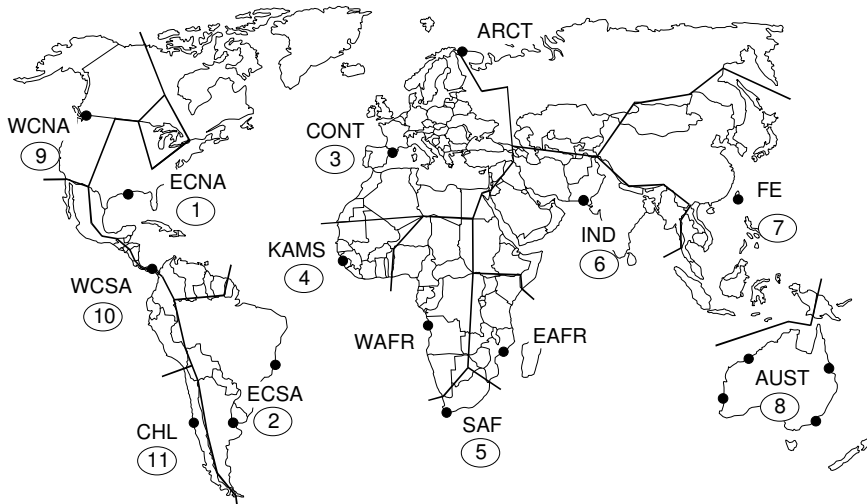 ARCT
WCNA
9
CONT
3
ECNA
1
FE
7
IND
6
KAMS
4
WCSA
10
WAFR
EAFR
AUST
8
ECSA
2
CHL
11
SAF
5